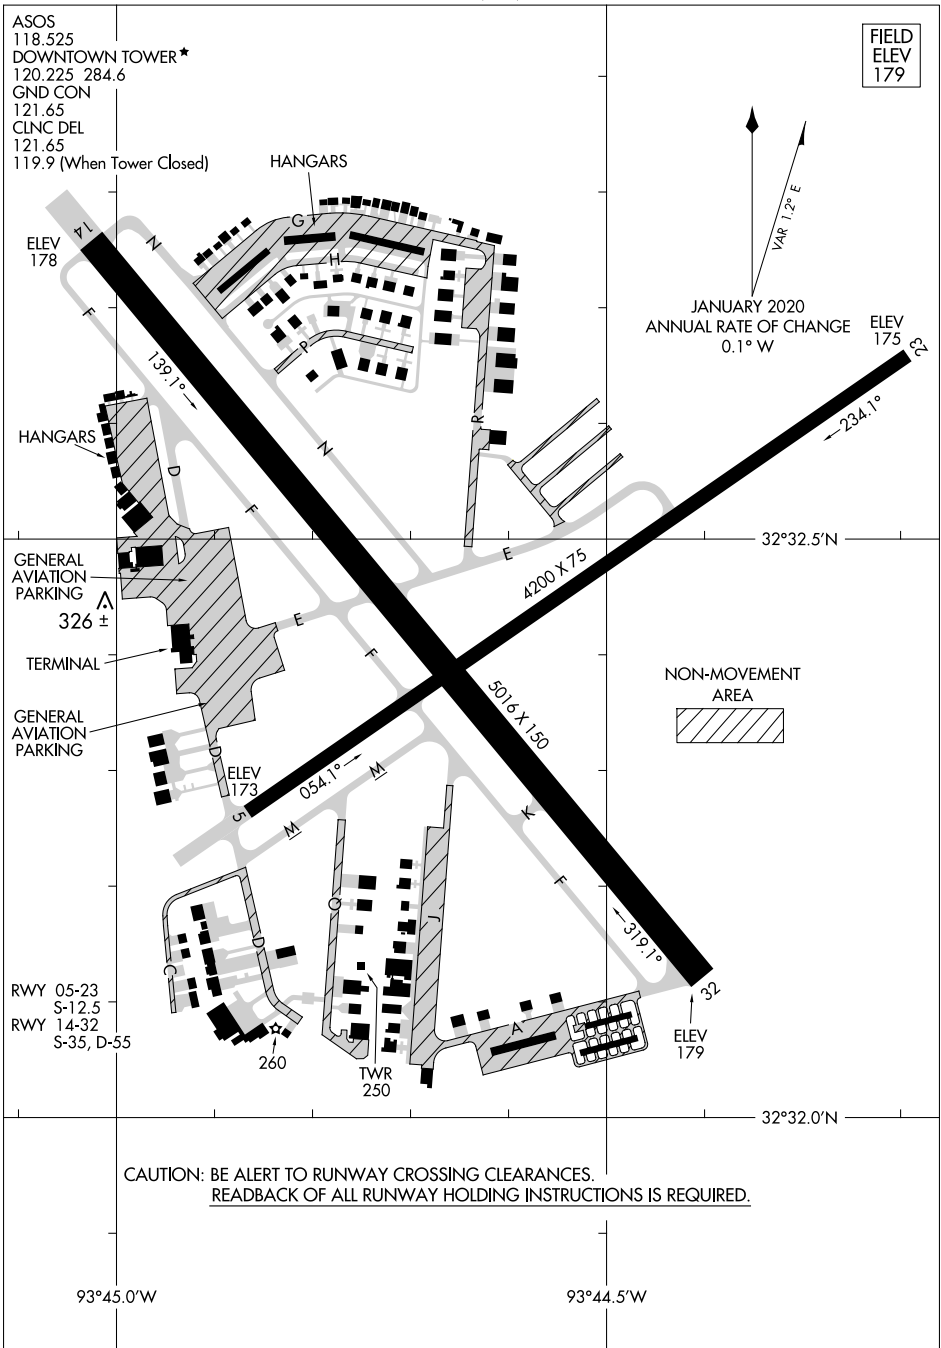 ASOS
118.525
DOWNTOWN TOWER★
120.225 284.6
GND CON
121.65
CLNC DEL
121.65
119.9 (When Tower Closed)
FIELD
ELEV
179
HANGARS
G
H
P
N
N
14
ELEV
178
F
139.1°
VAR 1.2° E
JANUARY 2020
ANNUAL RATE OF CHANGE
0.1° W
ELEV
175
23
234.1°
R
HANGARS
D
F
32°32.5'N
E
4200 X 75
GENERAL
AVIATION
PARKING
326 ±
E
TERMINAL
F
5016 X 150
NON-MOVEMENT
AREA
GENERAL
AVIATION
PARKING
D
ELEV
173
054.1°
M
M
5
K
F
J
Q
C
D
319.1°
32
ELEV
179
A
RWY 05-23
S-12.5
RWY 14-32
S-35, D-55
260
TWR
250
32°32.0'N
CAUTION: BE ALERT TO RUNWAY CROSSING CLEARANCES.
READBACK OF ALL RUNWAY HOLDING INSTRUCTIONS IS REQUIRED.
93°45.0'W
93°44.5'W